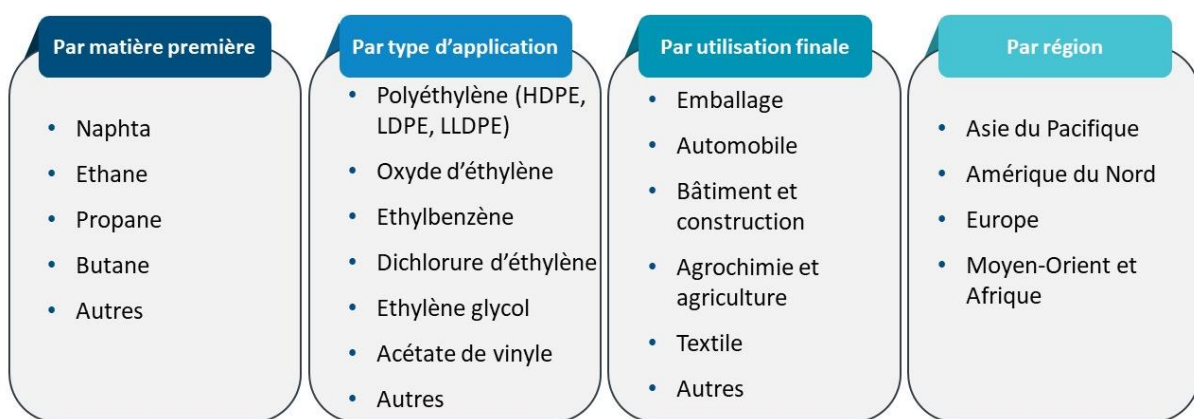 Par matière première
Naphta
Ethane
Propane
Butane
Autres
Par type d’application
Polyéthylène (HDPE,
LDPE, LLDPE)
Oxyde d’éthylène
Ethylbenzène
Dichlorure d’éthylène
Ethylène glycol
Acétate de vinyle
Autres
Par utilisation finale
Emballage
Automobile
Bâtiment et
construction
Agrochimie et
agriculture
Textile
Autres
Par région
Asie du Pacifique
Amérique du Nord
Europe
Moyen-Orient et
Afrique